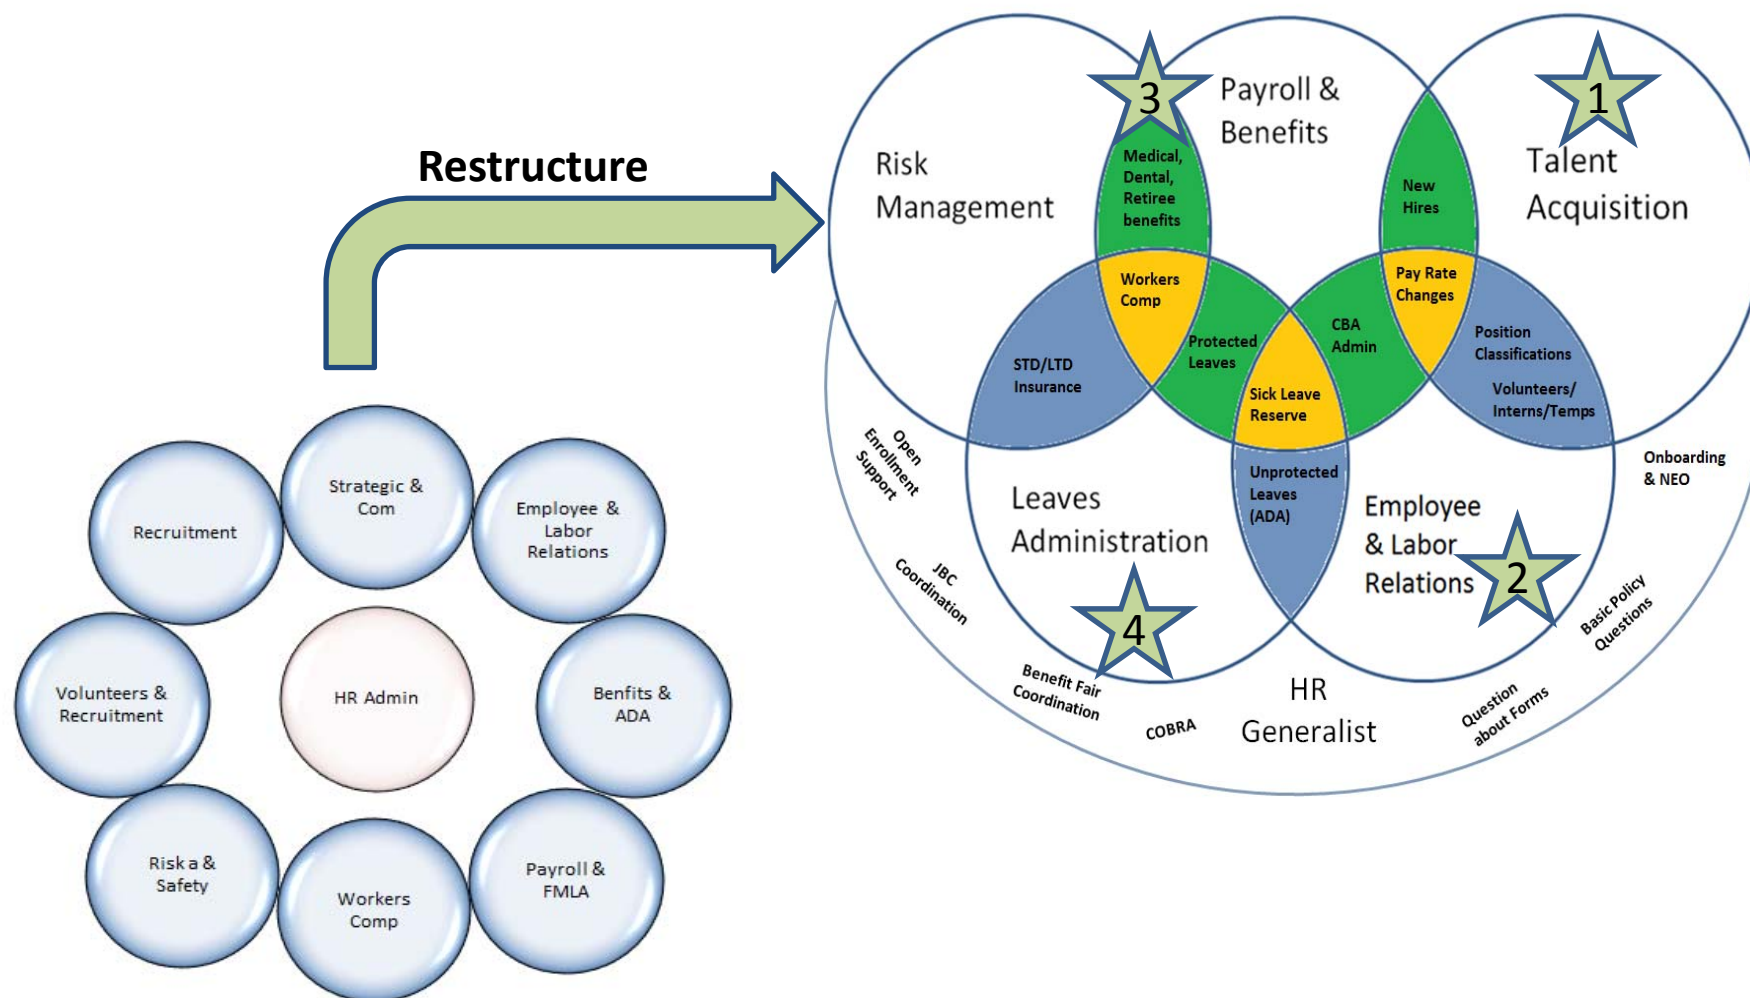 Restructure
Strategic &
Com
Employee &
Labor
Relations
Benfits &
ADA
Payroll &
FMLA
Workers
Comp
Risk a &
Safety
Volunteers &
Recruitment
Recruitment
HR Admin
Risk
Management
3
Payroll &
Benefits
1
Talent
Acquisition
Medical,
Dental,
Retiree
benefits
New
Hires
Workers
Comp
Pay Rate
Changes
Protected
Leaves
CBA
Admin
STD/LTD
Insurance
Sick Leave
Reserve
Position
Classifications
Volunteers/
Interns/Temps
Unprotected
Leaves
(ADA)
Leaves
Administration
4
Employee
& Labor
Relations
2
Open
Enrollment
Support
JBC
Coordination
Benefit Fair
Coordination
COBRA
HR
Generalist
Question
about Forms
Basic Policy
Questions
Onboarding
& NEO